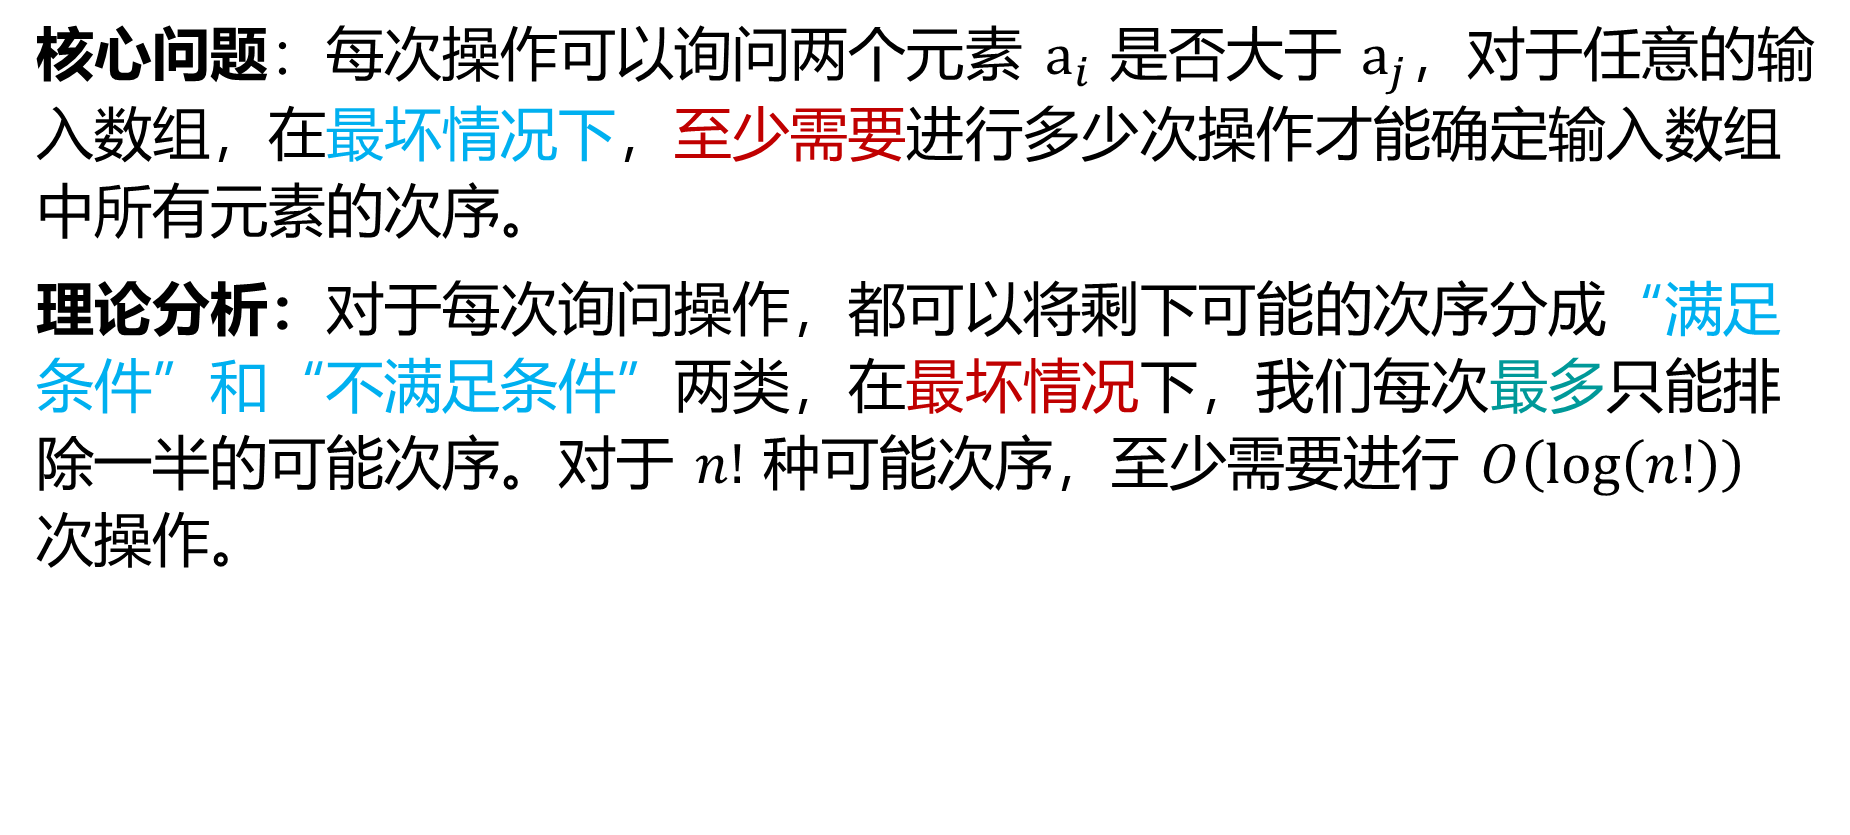 核心问题：每次操作可以询问两个元素 aᵢ 是否大于 aⱼ，对于任意的输
入数组，在最坏情况下，至少需要进行多少次操作才能确定输入数组
中所有元素的次序。
理论分析：对于每次询问操作，都可以将剩下可能的次序分成“满足
条件”和“不满足条件”两类，在最坏情况下，我们每次最多只能排
除一半的可能次序。对于 n! 种可能次序，至少需要进行 O(log(n!))
次操作。